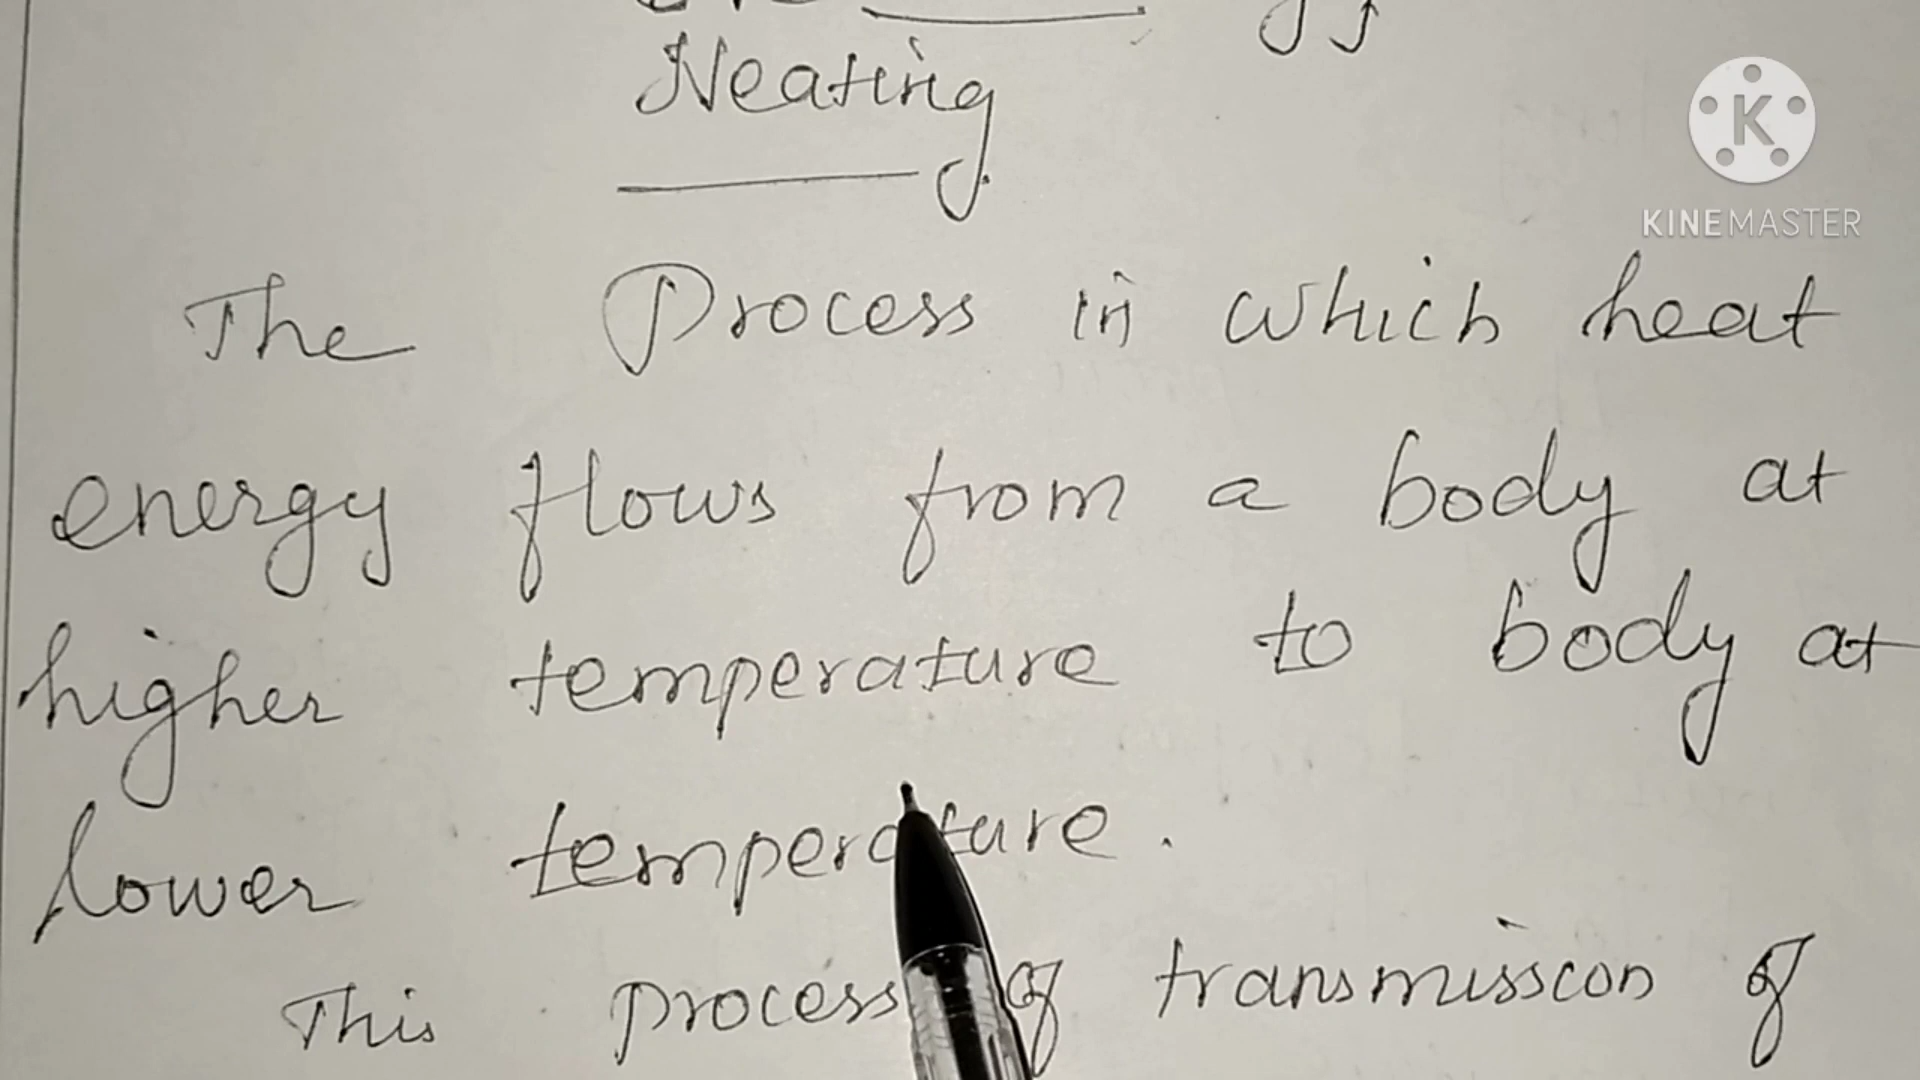 Heating
The Process in which heat
energy flows from a body at
higher temperature to body at
lower temperature.
This process of transmission of
K
KINEMASTER